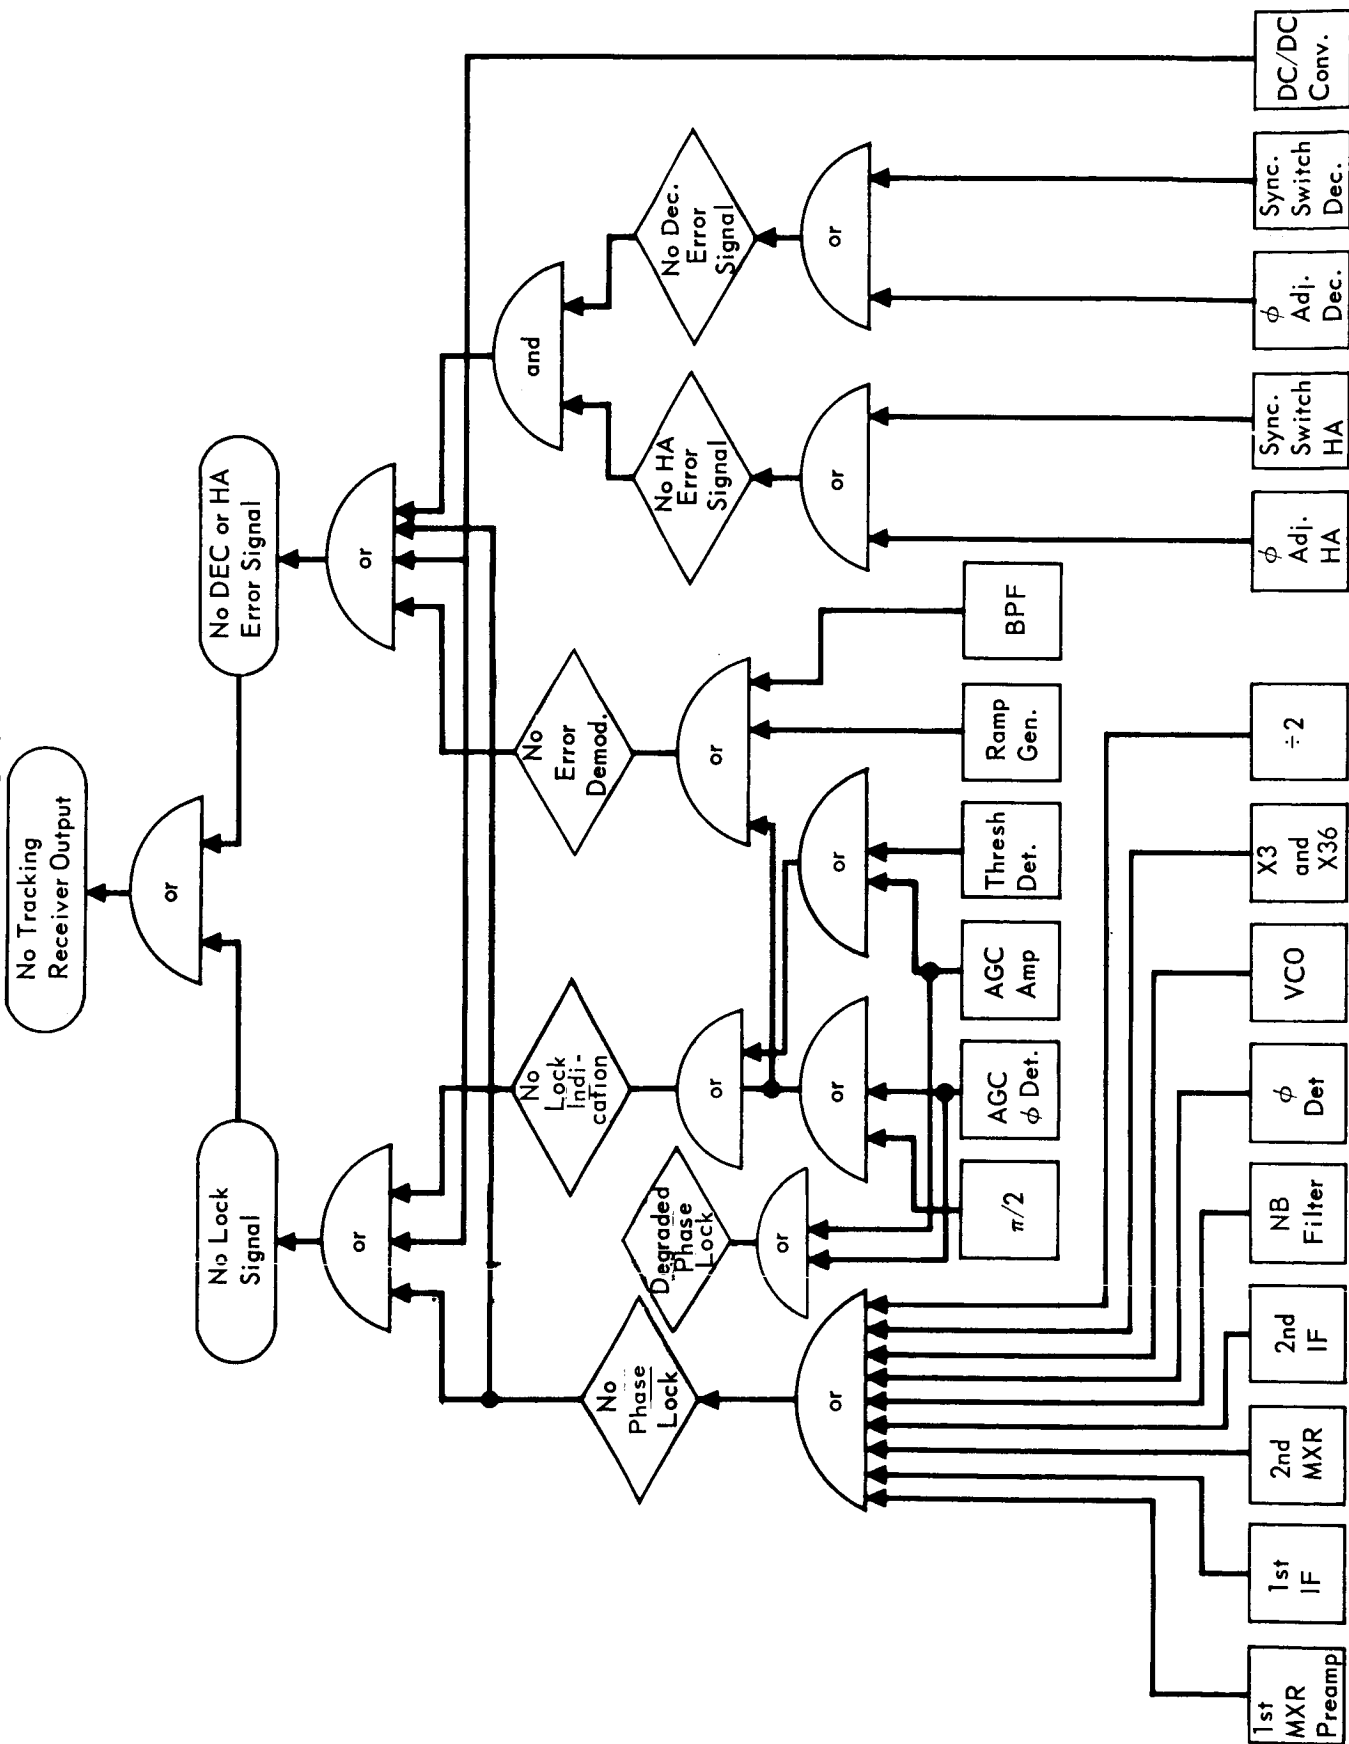 No Tracking
Receiver Output
or
No Lock
Signal
No DEC or HA
Error Signal
or
or
No
Phase
Lock
Degraded
Phase
Lock
No
Lock
Indi-
cation
No
Error
Demod.
and
No HA
Error
Signal
No Dec.
Error
Signal
or
or
or
or
or
or
or
or
or
π/2
AGC
φ Det.
AGC
Amp
Thresh
Det.
Ramp
Gen.
BPF
1st
MXR
Preamp
1st
IF
2nd
MXR
2nd
IF
NB
Filter
φ
Det
VCO
X3
and
X36
÷2
φ
Adj.
HA
Sync.
Switch
HA
φ
Adj.
Dec.
Sync.
Switch
Dec.
DC/DC
Conv.